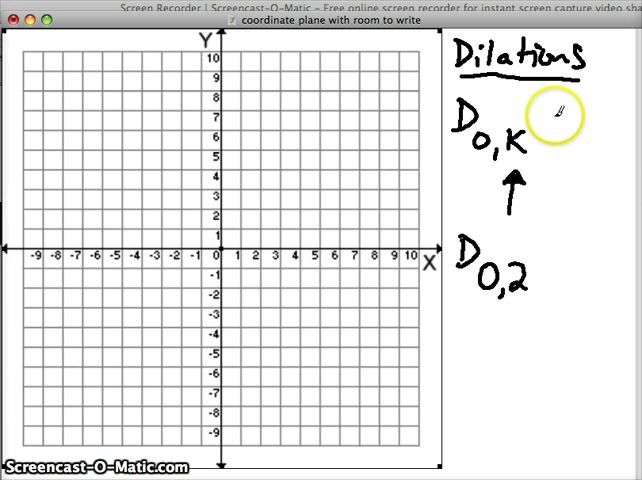 Screen Recorder | Screencast-O-Matic - Free online screen recorder for instant screen capture video sha
coordinate plane with room to write
Y
10
9
8
7
6
5
4
3
2
1
-9 -8 -7 -6 -5 -4 -3 -2 -1 0 1 2 3 4 5 6 7 8 9 10
X
-1
-2
-3
-4
-5
-6
-7
-8
-9
Dilations
D0,K
D0,2
Screencast-O-Matic.com